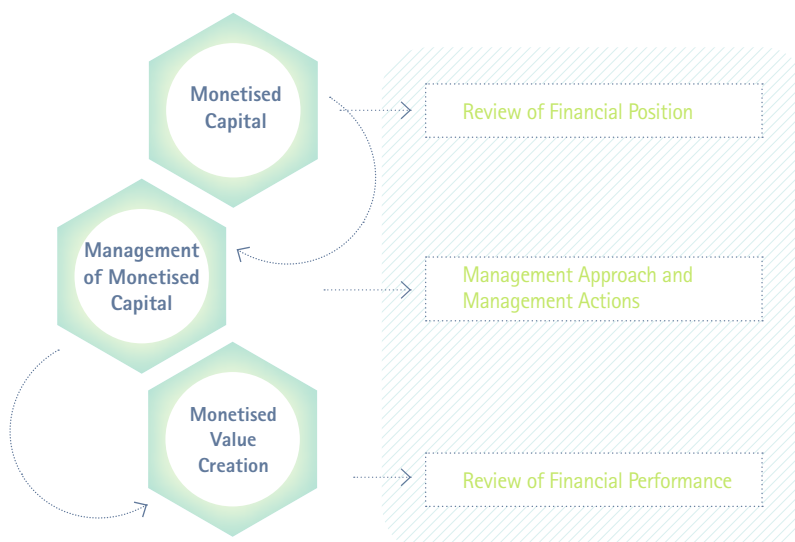 Monetised
Capital
Review of Financial Position
Management
of Monetised
Capital
Management Approach and
Management Actions
Monetised
Value
Creation
Review of Financial Performance